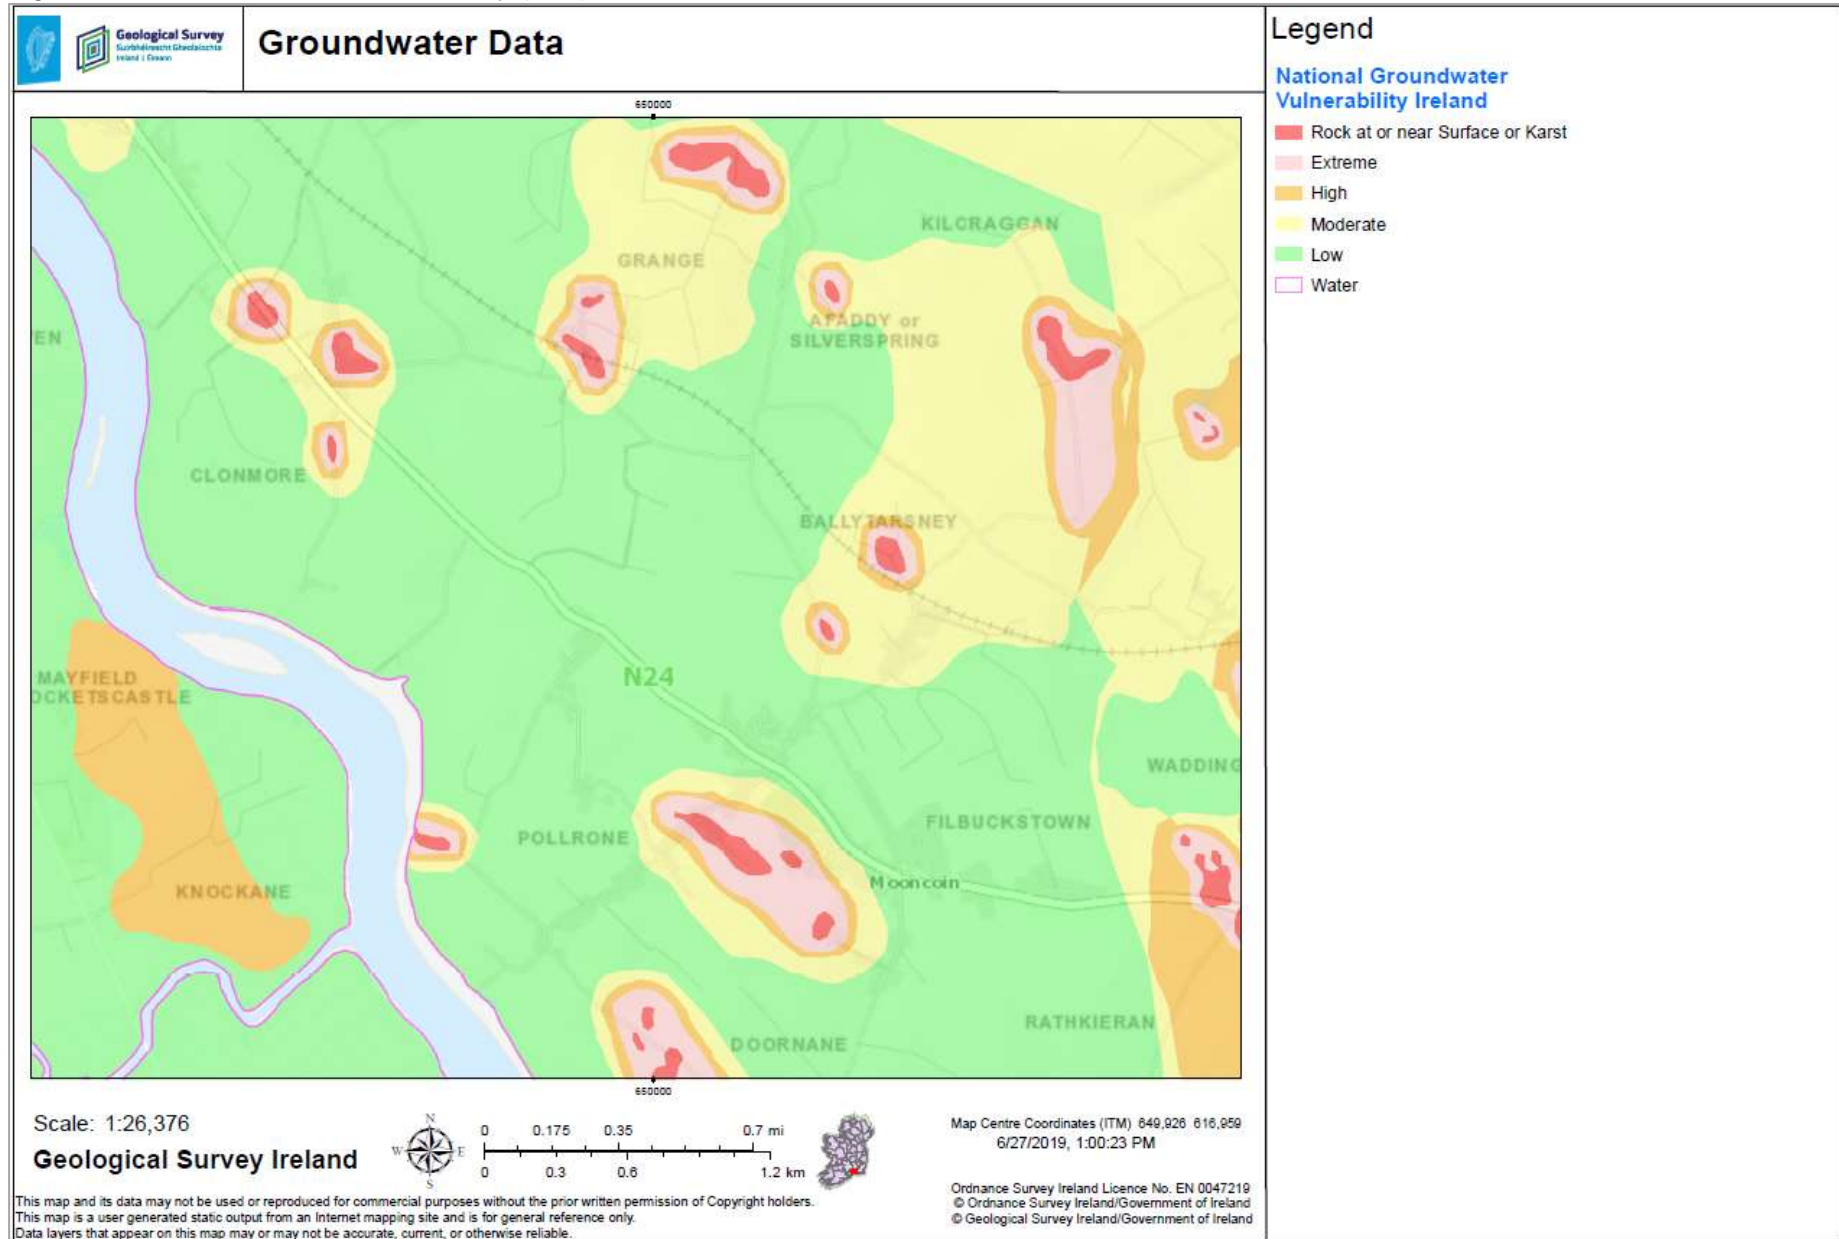 Geological Survey
Suirbhéireacht Gheolaíochta
Ireland | Éireann
Groundwater Data
Legend
National Groundwater
Vulnerability Ireland
Rock at or near Surface or Karst
Extreme
High
Moderate
Low
Water
650000
KILCRAGGAN
GRANGE
AFADDY or
SILVERSPRING
EN
CLONMORE
BALLYTARSNEY
MAYFIELD
OCKETSCASTLE
N24
WADDING
POLLRONE
FILBUCKSTOWN
Mooncoin
KNOCKANE
RATHKIERAN
DOORNANE
650000
Scale: 1:26,376
Geological Survey Ireland
N
W E
S
0 0.175 0.35 0.7 mi
0 0.3 0.6 1.2 km
Map Centre Coordinates (ITM) 649,926 616,959
6/27/2019, 1:00:23 PM
Ordnance Survey Ireland Licence No. EN 0047219
© Ordnance Survey Ireland/Government of Ireland
© Geological Survey Ireland/Government of Ireland
This map and its data may not be used or reproduced for commercial purposes without the prior written permission of Copyright holders.
This map is a user generated static output from an Internet mapping site and is for general reference only.
Data layers that appear on this map may or may not be accurate, current, or otherwise reliable.